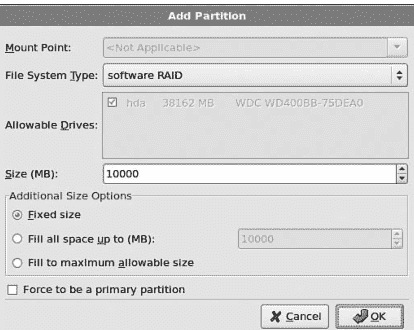 Add Partition
Mount Point: <Not Applicable>
File System Type: software RAID
Allowable Drives:
hda 38162 MB WDC WD400BB-75DEA0
Size (MB): 10000
Additional Size Options
Fixed size
Fill all space up to (MB): 10000
Fill to maximum allowable size
Force to be a primary partition
Cancel OK